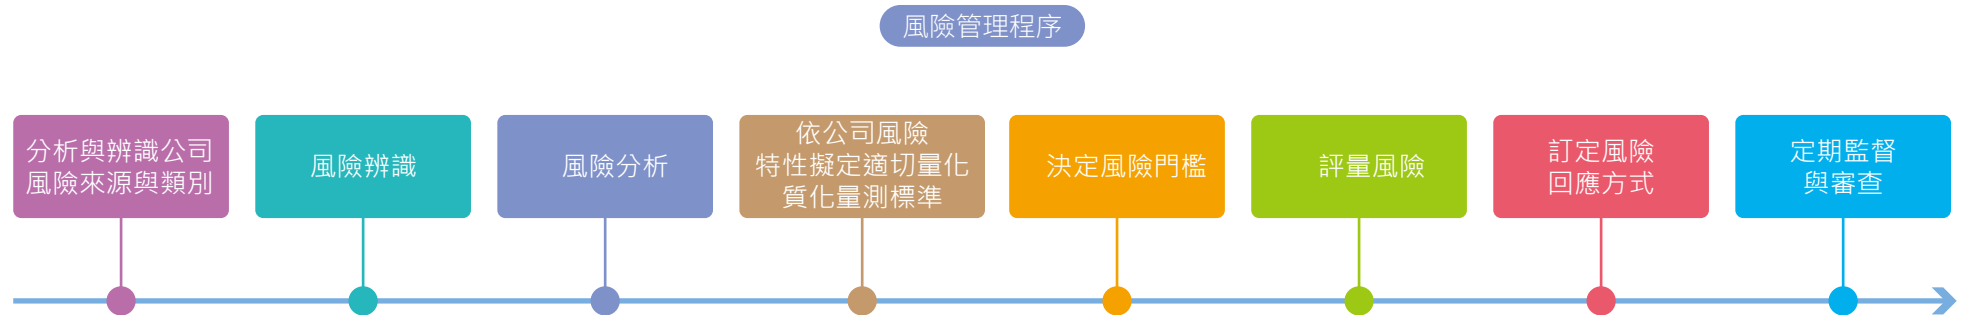 風險管理程序
分析與辨識公司
風險來源與類別
風險辨識
風險分析
依公司風險
特性擬定適切量化
質化量測標準
決定風險門檻
評量風險
訂定風險
回應方式
定期監督
與審查